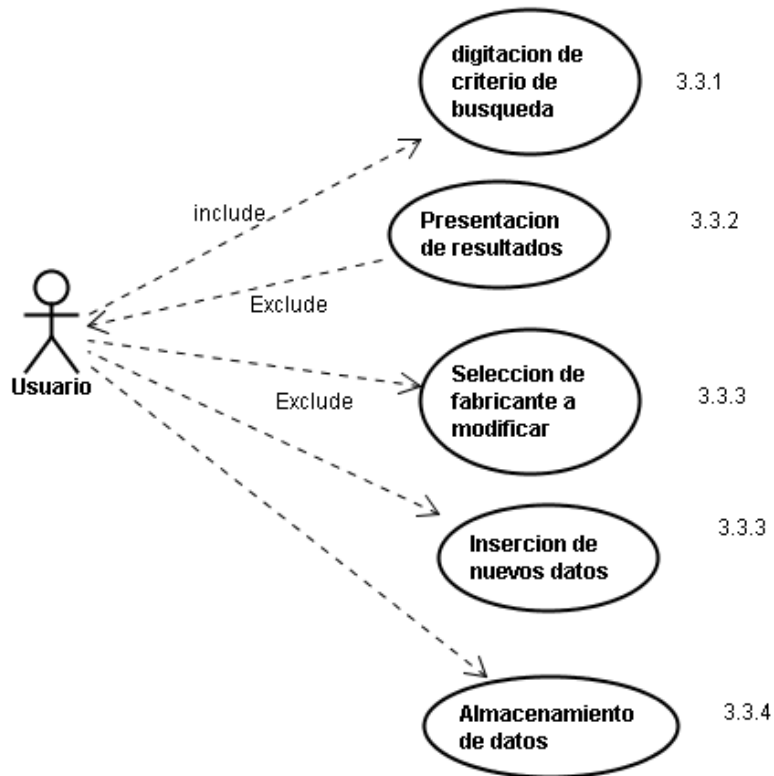 digitacion de
criterio de
busqueda
3.3.1
include
Presentacion
de resultados
3.3.2
Exclude
Usuario
Seleccion de
fabricante a
modificar
3.3.3
Exclude
Insercion de
nuevos datos
3.3.3
Almacenamiento
de datos
3.3.4